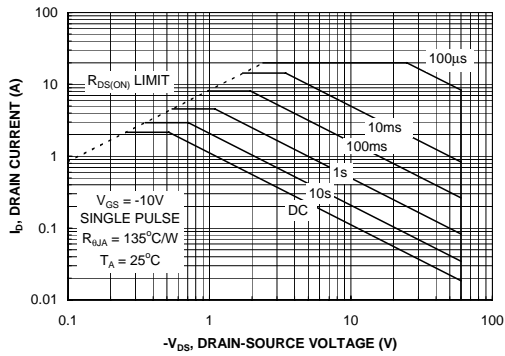 100
10
1
0.1
0.01
I_D, DRAIN CURRENT (A)
R_DS(ON) LIMIT
100μs
10ms
100ms
1s
10s
DC
V_GS = -10V
SINGLE PULSE
R_θJA = 135°C/W
T_A = 25°C
0.1
1
10
100
-V_DS, DRAIN-SOURCE VOLTAGE (V)